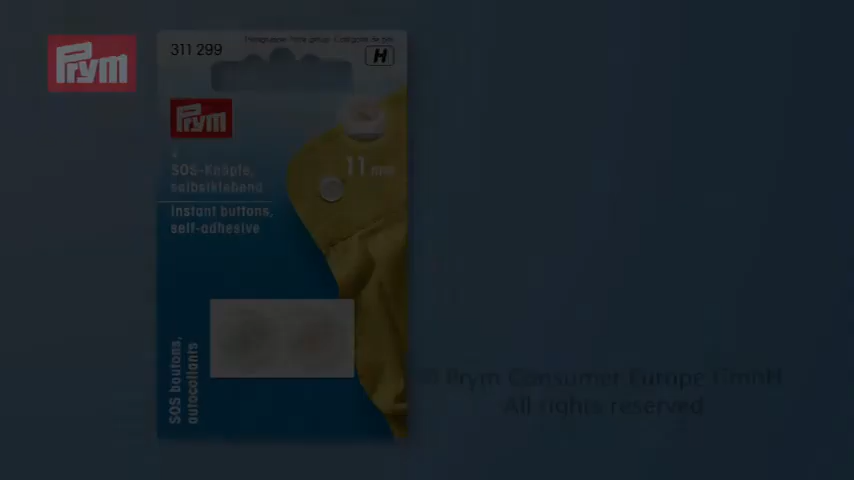 Prym
311 299
H
Prym
11 mm
SOS-Knöpfe,
selbstklebend
Instant buttons,
self-adhesive
SOS boutons,
autocollants
© Prym Consumer Europe GmbH
All rights reserved